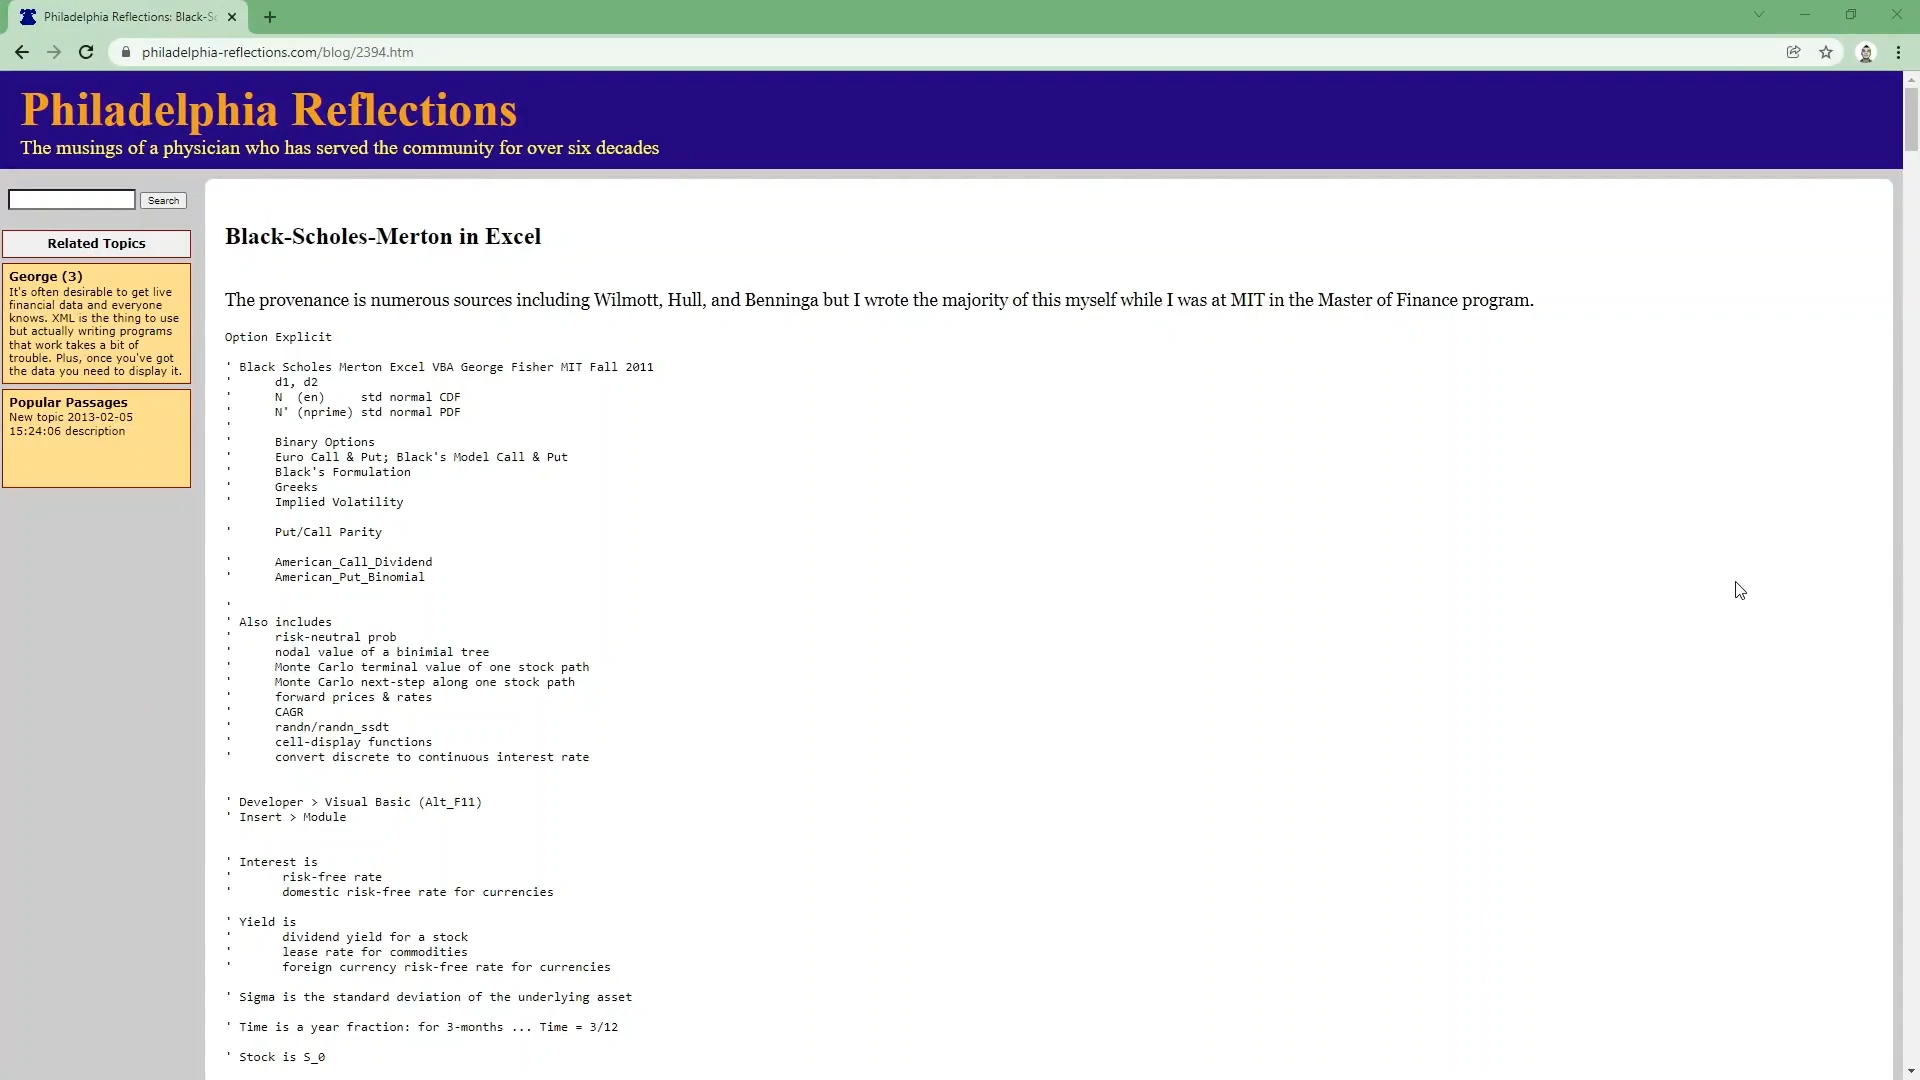 Philadelphia Reflections: Black-Sc
philadelphia-reflections.com/blog/2394.htm
Philadelphia Reflections
The musings of a physician who has served the community for over six decades
Search
Related Topics
George (3)
It's often desirable to get live
financial data and everyone
knows. XML is the thing to use
but actually writing programs
that work takes a bit of
trouble. Plus, once you've got
the data you need to display it.
Popular Passages
New topic 2013-02-05
15:24:06 description
Black-Scholes-Merton in Excel
The provenance is numerous sources including Wilmott, Hull, and Benninga but I wrote the majority of this myself while I was at MIT in the Master of Finance program.
Option Explicit
' Black Scholes Merton Excel VBA George Fisher MIT Fall 2011
'      d1, d2
'      N  (en)     std normal CDF
'      N' (nprime) std normal PDF
'
'      Binary Options
'      Euro Call & Put; Black's Model Call & Put
'      Black's Formulation
'      Greeks
'      Implied Volatility
'      Put/Call Parity
'      American_Call_Dividend
'      American_Put_Binomial
'
' Also includes
'      risk-neutral prob
'      nodal value of a binimial tree
'      Monte Carlo terminal value of one stock path
'      Monte Carlo next-step along one stock path
'      forward prices & rates
'      CAGR
'      randn/randn_ssdt
'      cell-display functions
'      convert discrete to continuous interest rate
' Developer > Visual Basic (Alt_F11)
' Insert > Module
' Interest is
'       risk-free rate
'       domestic risk-free rate for currencies
' Yield is
'       dividend yield for a stock
'       lease rate for commodities
'       foreign currency risk-free rate for currencies
' Sigma is the standard deviation of the underlying asset
' Time is a year fraction: for 3-months ... Time = 3/12
' Stock is S_0